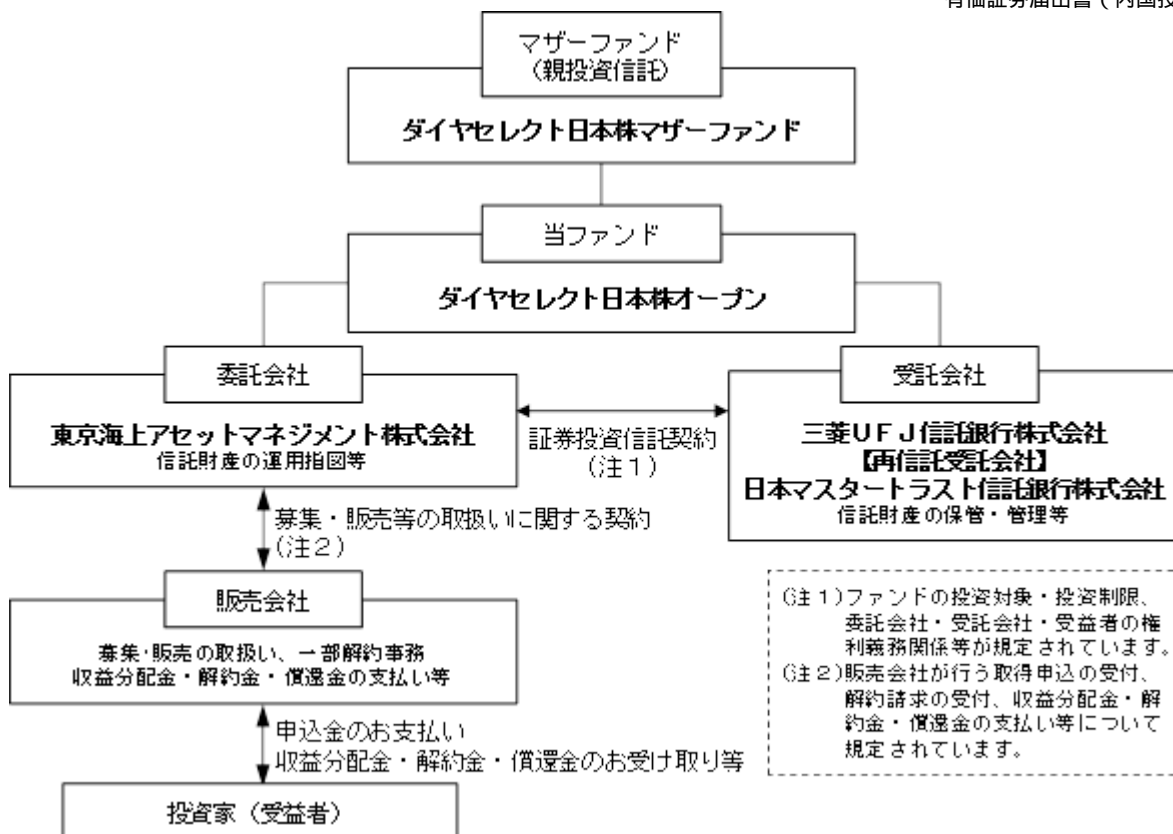 有価証券届出書（内国投
マザーファンド
（親投資信託）
ダイヤセレクト日本株マザーファンド
当ファンド
ダイヤセレクト日本株オープン
委託会社
東京海上アセットマネジメント株式会社
信託財産の運用指図等
証券投資信託契約
（注１）
受託会社
三菱ＵＦＪ信託銀行株式会社
【再信託受託会社】
日本マスタートラスト信託銀行株式会社
信託財産の保管・管理等
募集・販売等の取扱いに関する契約
（注２）
販売会社
募集・販売の取扱い、一部解約事務
収益分配金・解約金・償還金の支払い等
申込金のお支払い
収益分配金・解約金・償還金のお受け取り等
投資家（受益者）
（注１）ファンドの投資対象・投資制限、
委託会社・受託会社・受益者の権
利義務関係等が規定されています。
（注２）販売会社が行う取得申込の受付、
解約請求の受付、収益分配金・解
約金・償還金の支払い等について
規定されています。